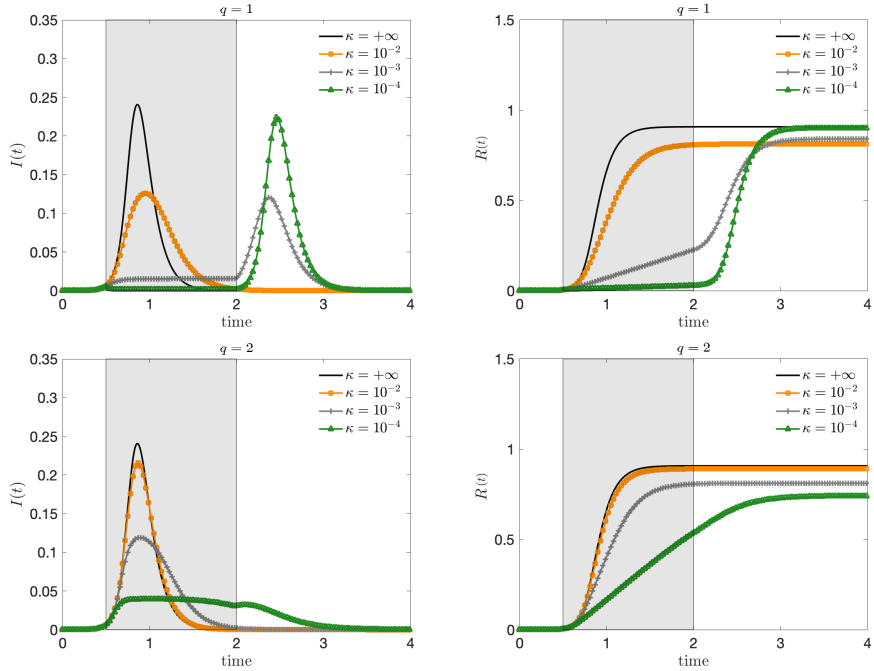 q = 1
I(t)
0.35
0.3
0.25
0.2
0.15
0.1
0.05
0
κ = +∞
κ = 10⁻²
κ = 10⁻³
κ = 10⁻⁴
0 1 2 3 4
time
q = 1
R(t)
1.5
1
0.5
0
κ = +∞
κ = 10⁻²
κ = 10⁻³
κ = 10⁻⁴
0 1 2 3 4
time
q = 2
I(t)
0.35
0.3
0.25
0.2
0.15
0.1
0.05
0
κ = +∞
κ = 10⁻²
κ = 10⁻³
κ = 10⁻⁴
0 1 2 3 4
time
q = 2
R(t)
1.5
1
0.5
0
κ = +∞
κ = 10⁻²
κ = 10⁻³
κ = 10⁻⁴
0 1 2 3 4
time